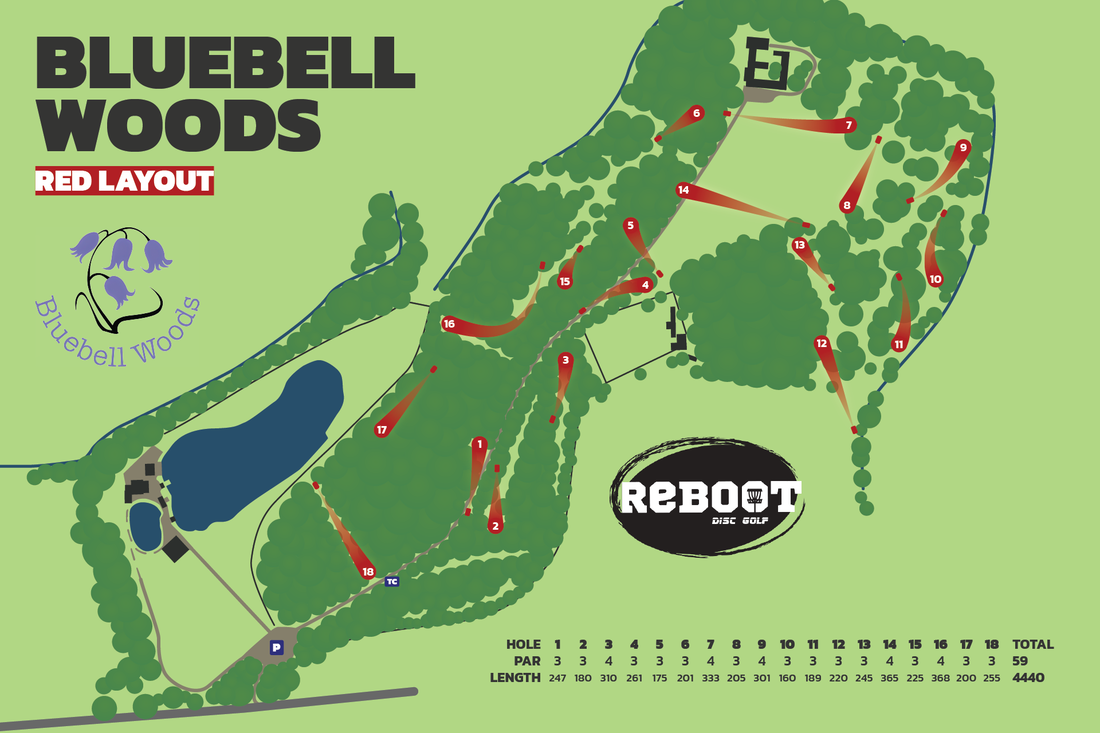 BLUEBELL
WOODS
RED LAYOUT
Bluebell Woods
6
7
9
8
14
5
13
10
15
4
16
12
11
3
17
1
2
18
TC
P
REBOOT
DISC GOLF
HOLE 1 2 3 4 5 6 7 8 9 10 11 12 13 14 15 16 17 18 TOTAL
PAR 3 3 4 3 3 3 4 3 4 3 3 3 3 4 3 4 3 3 59
LENGTH 247 180 310 261 175 201 333 205 301 160 189 220 245 365 225 368 200 255 4440